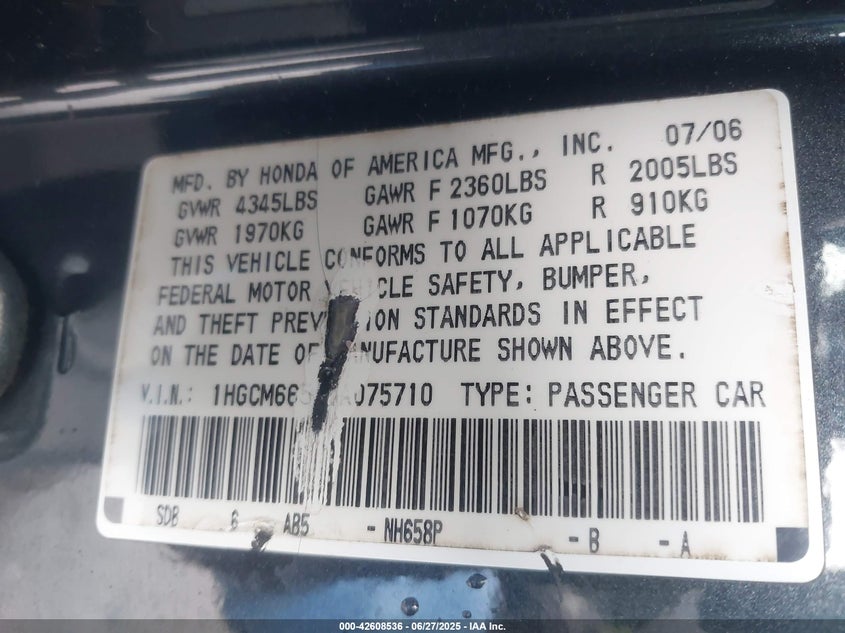 MFD. BY HONDA OF AMERICA MFG., INC. 07/06
GVWR 4345LBS GAWR F 2360LBS R 2005LBS
GVWR 1970KG GAWR F 1070KG R 910KG
THIS VEHICLE CONFORMS TO ALL APPLICABLE
FEDERAL MOTOR CLE SAFETY, BUMPER,
AND THEFT PREV ION STANDARDS IN EFFECT
ON THE DATE OF ANUFACTURE SHOWN ABOVE.
V.I.N.: 1HGCM66 A075710 TYPE: PASSENGER CAR
SDB 6 AB5 - NH658P - B - A
000-42608536 - 06/27/2025 - IAA Inc.